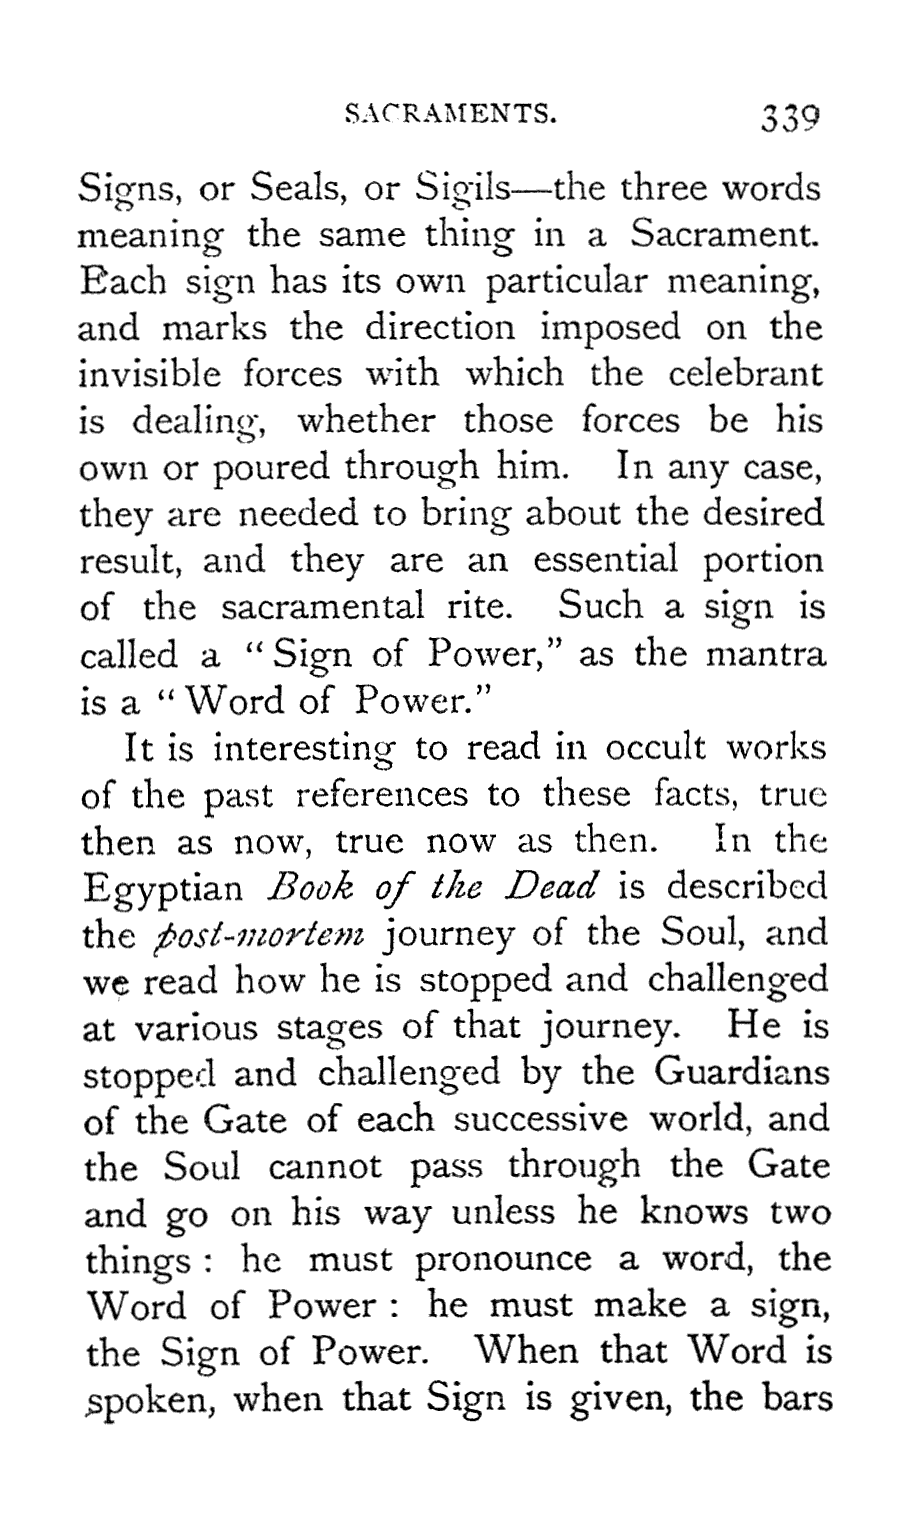 SACRAMENTS. 339
Signs, or Seals, or Sigils—the three words
meaning the same thing in a Sacrament.
Each sign has its own particular meaning,
and marks the direction imposed on the
invisible forces with which the celebrant
is dealing, whether those forces be his
own or poured through him. In any case,
they are needed to bring about the desired
result, and they are an essential portion
of the sacramental rite. Such a sign is
called a “Sign of Power,” as the mantra
is a “Word of Power.”
It is interesting to read in occult works
of the past references to these facts, true
then as now, true now as then. In the
Egyptian Book of the Dead is described
the post-mortem journey of the Soul, and
we read how he is stopped and challenged
at various stages of that journey. He is
stopped and challenged by the Guardians
of the Gate of each successive world, and
the Soul cannot pass through the Gate
and go on his way unless he knows two
things : he must pronounce a word, the
Word of Power : he must make a sign,
the Sign of Power. When that Word is
spoken, when that Sign is given, the bars